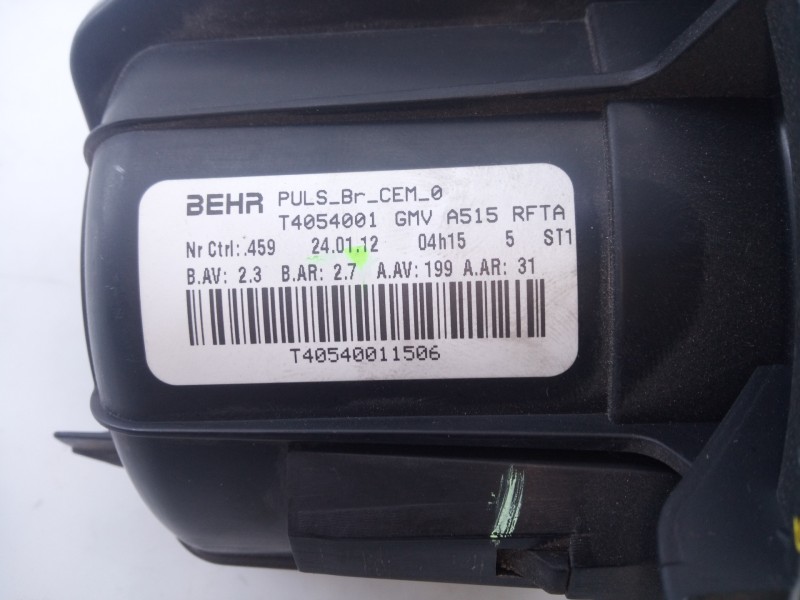 BEHR PULS_Br_CEM_0
T4054001 GMV A515 RFTA
Nr Ctrl: .459 24.01.12 04h15 5 ST1
B.AV: 2.3 B.AR: 2.7 A.AV: 199 A.AR: 31
T40540011506